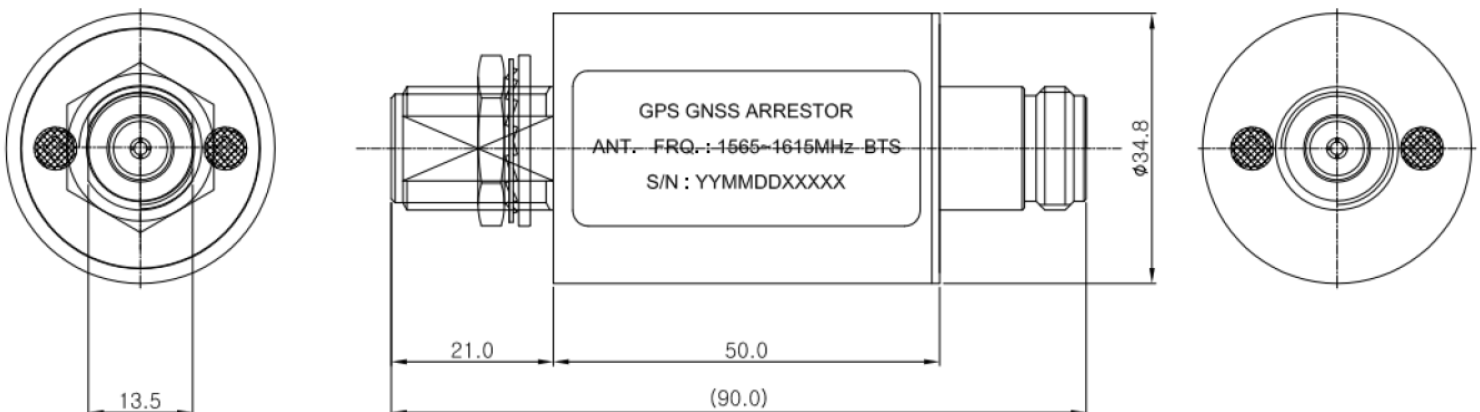 GPS GNSS ARRESTOR
ANT. FRQ. : 1565~1615MHz BTS
S/N : YYMMDDXXXXX
ϕ34.8
21.0
50.0
13.5
(90.0)